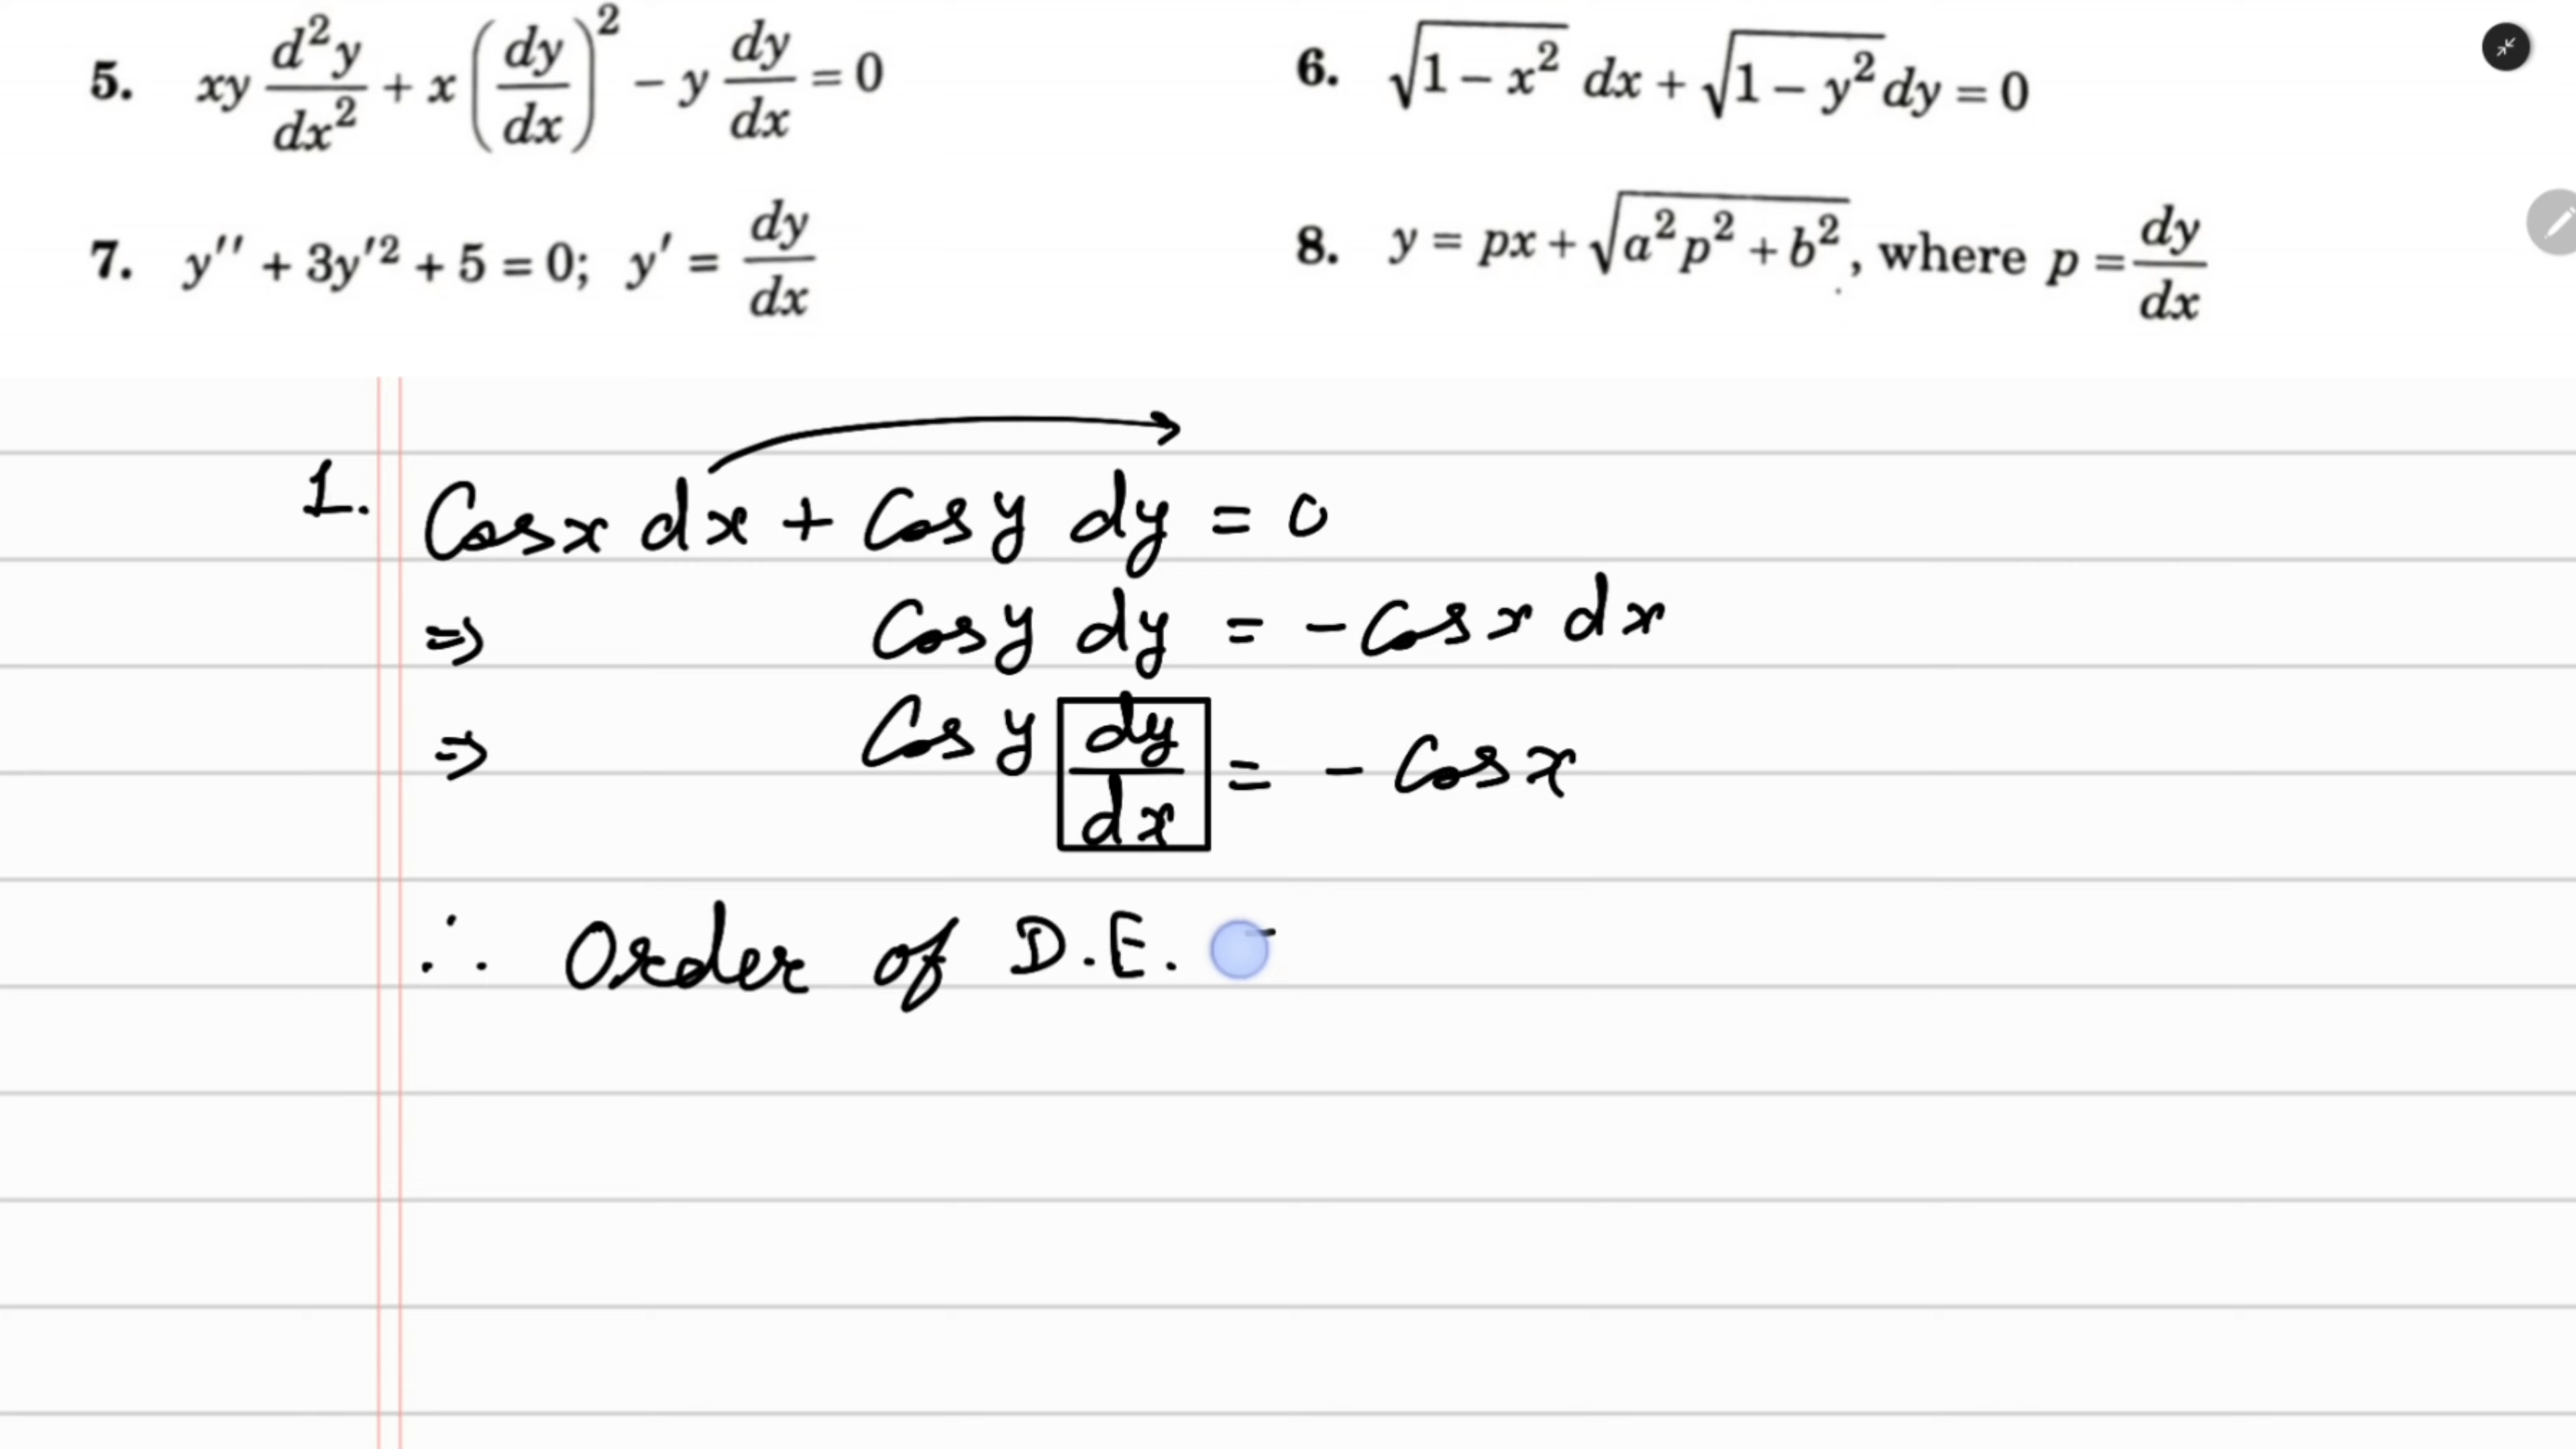 5. xy d²y/dx² + x (dy/dx)² − y dy/dx = 0
6. √(1 − x²) dx + √(1 − y²) dy = 0
7. y′′ + 3y′² + 5 = 0; y′ = dy/dx
8. y = px + √(a²p² + b²), where p = dy/dx
1. Cosx dx + Cosy dy = 0
⇒ Cosy dy = − Cosx dx
⇒ Cosy dy/dx = − Cosx
∴ Order of D.E. -